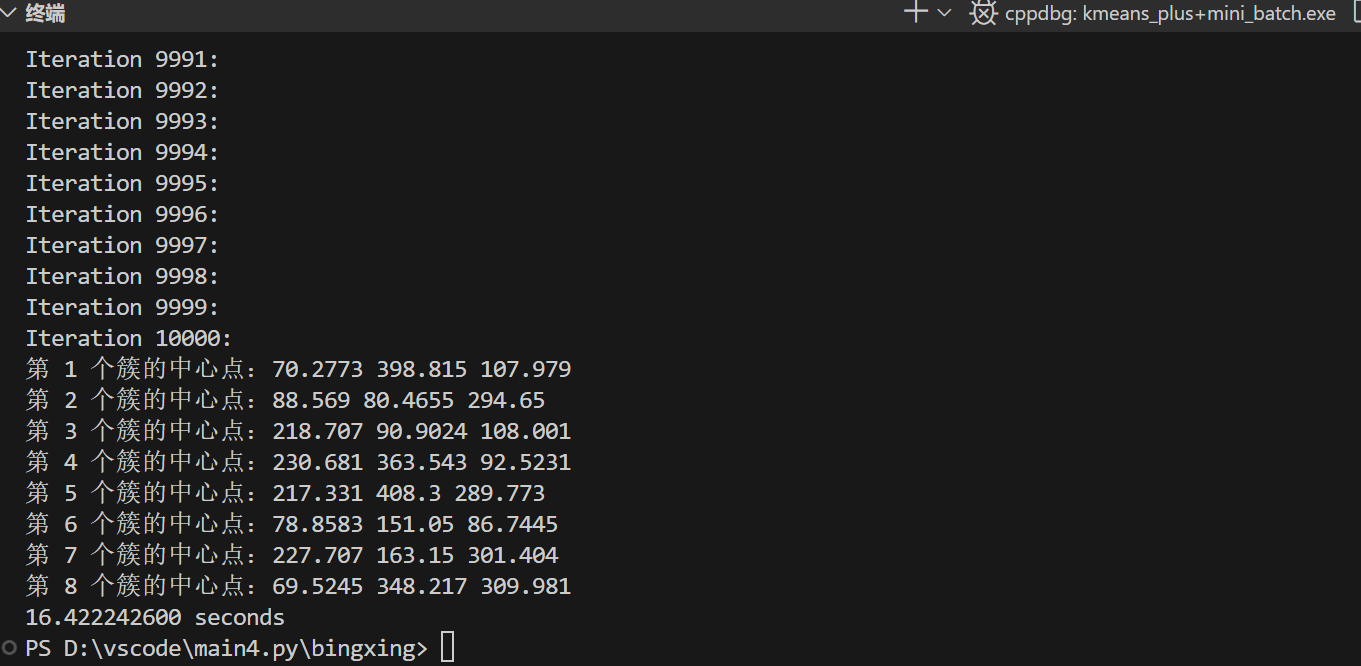 终端
cppdbg: kmeans_plus+mini_batch.exe
Iteration 9991:
Iteration 9992:
Iteration 9993:
Iteration 9994:
Iteration 9995:
Iteration 9996:
Iteration 9997:
Iteration 9998:
Iteration 9999:
Iteration 10000:
第 1 个簇的中心点：70.2773 398.815 107.979
第 2 个簇的中心点：88.569 80.4655 294.65
第 3 个簇的中心点：218.707 90.9024 108.001
第 4 个簇的中心点：230.681 363.543 92.5231
第 5 个簇的中心点：217.331 408.3 289.773
第 6 个簇的中心点：78.8583 151.05 86.7445
第 7 个簇的中心点：227.707 163.15 301.404
第 8 个簇的中心点：69.5245 348.217 309.981
16.422242600 seconds
PS D:\vscode\main4.py\bingxing>